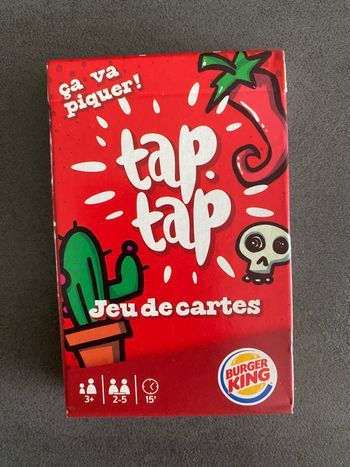 ça va
piquer!
tap.
tap
Jeu de cartes
BURGER
KING
3+
2-5
15'